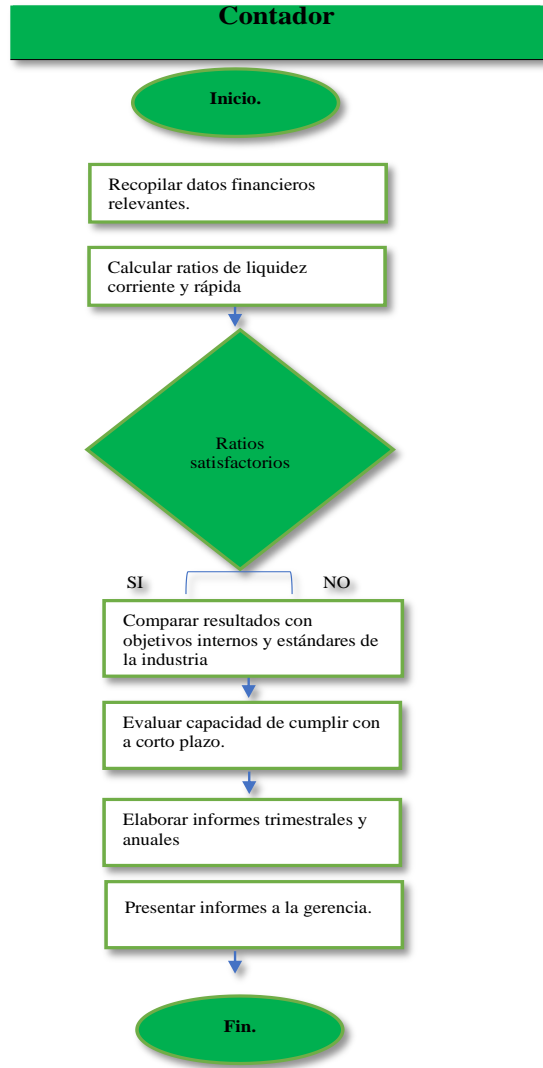 Contador
Inicio.
Recopilar datos financieros
relevantes.
Calcular ratios de liquidez
corriente y rápida
Ratios
satisfactorios
SI NO
Comparar resultados con
objetivos internos y estándares de
la industria
Evaluar capacidad de cumplir con
a corto plazo.
Elaborar informes trimestrales y
anuales
Presentar informes a la gerencia.
Fin.